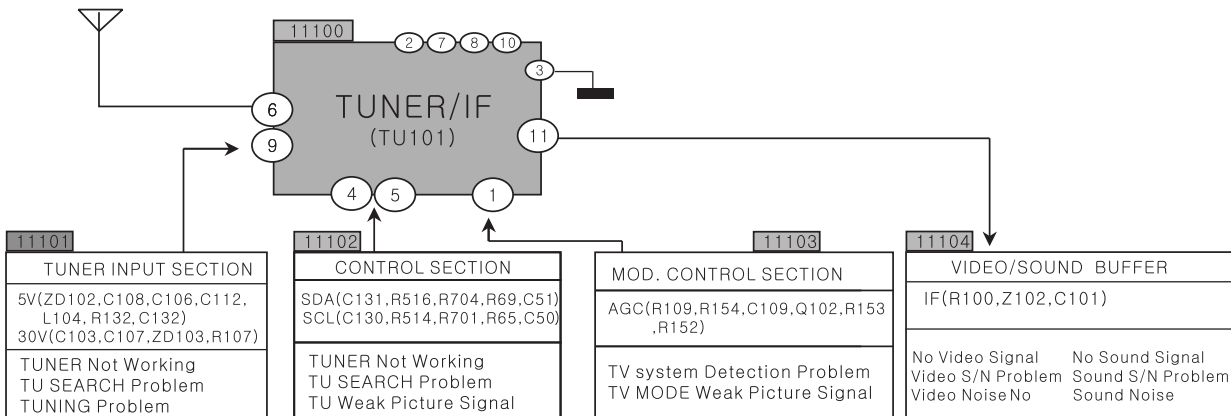 11100
2 7 8 10
3
TUNER/IF
(TU101)
6
9
11
4 5 1
11101
TUNER INPUT SECTION
5V(ZD102,C108,C106,C112,
L104, R132,C132)
30V(C103,C107,ZD103,R107)
TUNER Not Working
TU SEARCH Problem
TUNING Problem
11102
CONTROL SECTION
SDA(C131,R516,R704,R69,C51)
SCL(C130,R514,R701,R65,C50)
TUNER Not Working
TU SEARCH Problem
TU Weak Picture Signal
11103
MOD. CONTROL SECTION
AGC(R109,R154,C109,Q102,R153
,R152)
TV system Detection Problem
TV MODE Weak Picture Signal
11104
VIDEO/SOUND BUFFER
IF(R100,Z102,C101)
No Video Signal No Sound Signal
Video S/N Problem Sound S/N Problem
Video NoiseNo Sound Noise